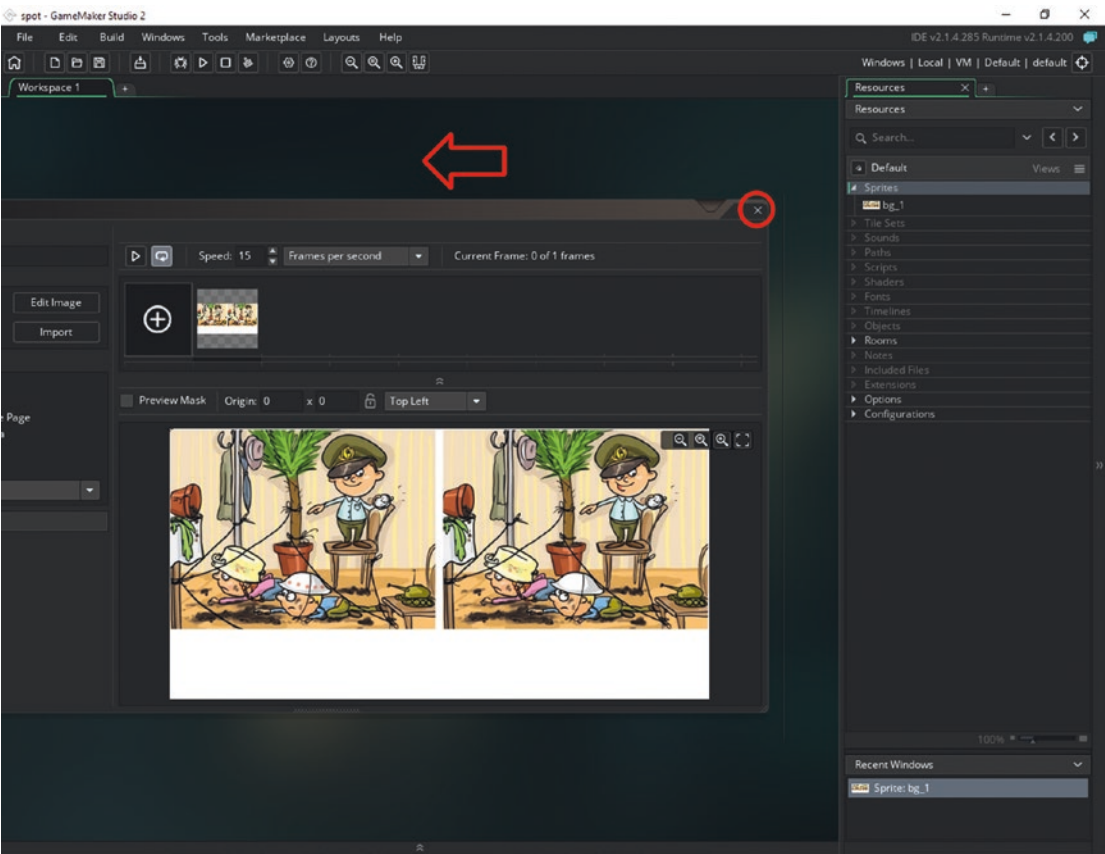 spot - GameMaker Studio 2
File Edit Build Windows Tools Marketplace Layouts Help
IDE v2.1.4.285 Runtime v2.1.4.200
Windows | Local | VM | Default | default
Workspace 1
Speed: 15 Frames per second Current Frame: 0 of 1 frames
Edit Image
Import
Preview Mask Origin: 0 x 0 Top Left
Page
Resources
Resources
Search...
Default Views
Sprites
bg_1
Tile Sets
Sounds
Paths
Scripts
Shaders
Fonts
Timelines
Objects
Rooms
Notes
Included Files
Extensions
Options
Configurations
100%
Recent Windows
Sprite: bg_1